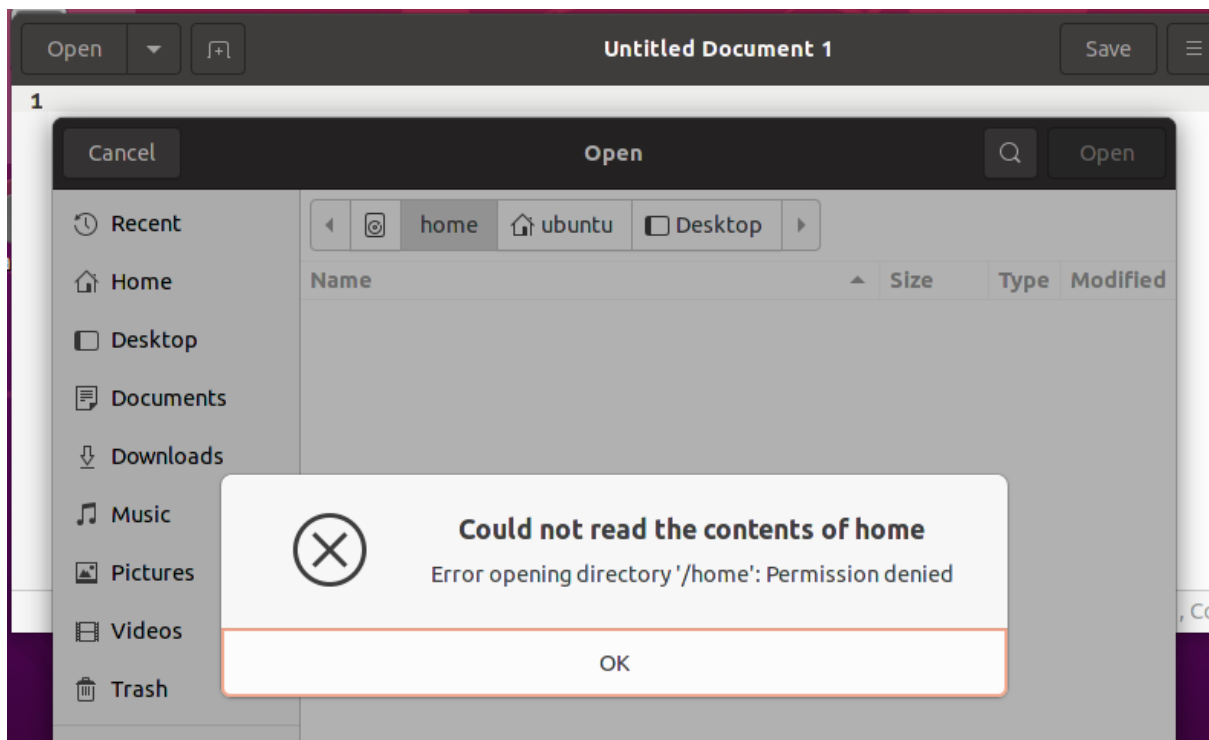 Open
Untitled Document 1
Save
1
Cancel
Open
Open
Recent
home
ubuntu
Desktop
Home
Name
Size
Type
Modified
Desktop
Documents
Downloads
Music
Pictures
Videos
Trash
Could not read the contents of home
Error opening directory '/home': Permission denied
OK